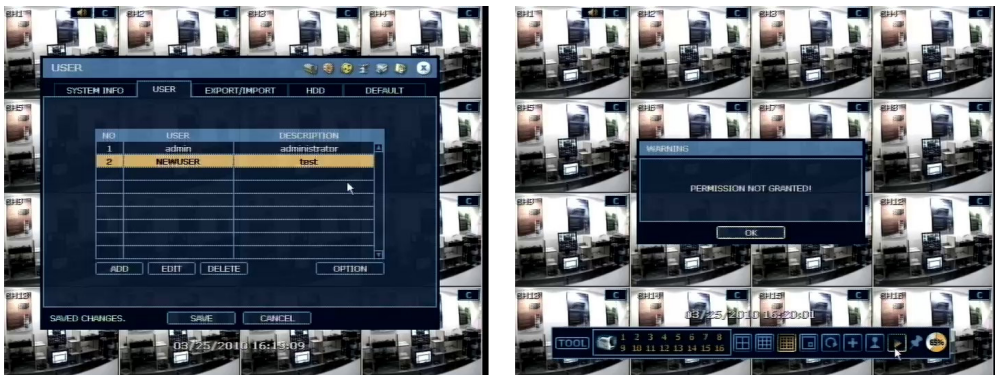 CH1 C CH2 C CH3 C CH4 C
USER
SYSTEM INFO USER EXPORT/IMPORT HDD DEFAULT
CH5
NO USER DESCRIPTION
1 admin administrator
2 NEWUSER test
CH9
ADD EDIT DELETE OPTION
CH13
SAVED CHANGES. SAVE CANCEL
03/25/2010 16:19:09
CH1 C CH2 C CH3 C CH4 C
CH5 C CH6 C CH7 C CH8 C
WARNING
PERMISSION NOT GRANTED!
OK
CH9 CH12 C
CH13 C CH14 C CH15 C CH16 C
03/25/2010 16:20:01
TOOL 1 2 3 4 5 6 7 8
9 10 11 12 13 14 15 16